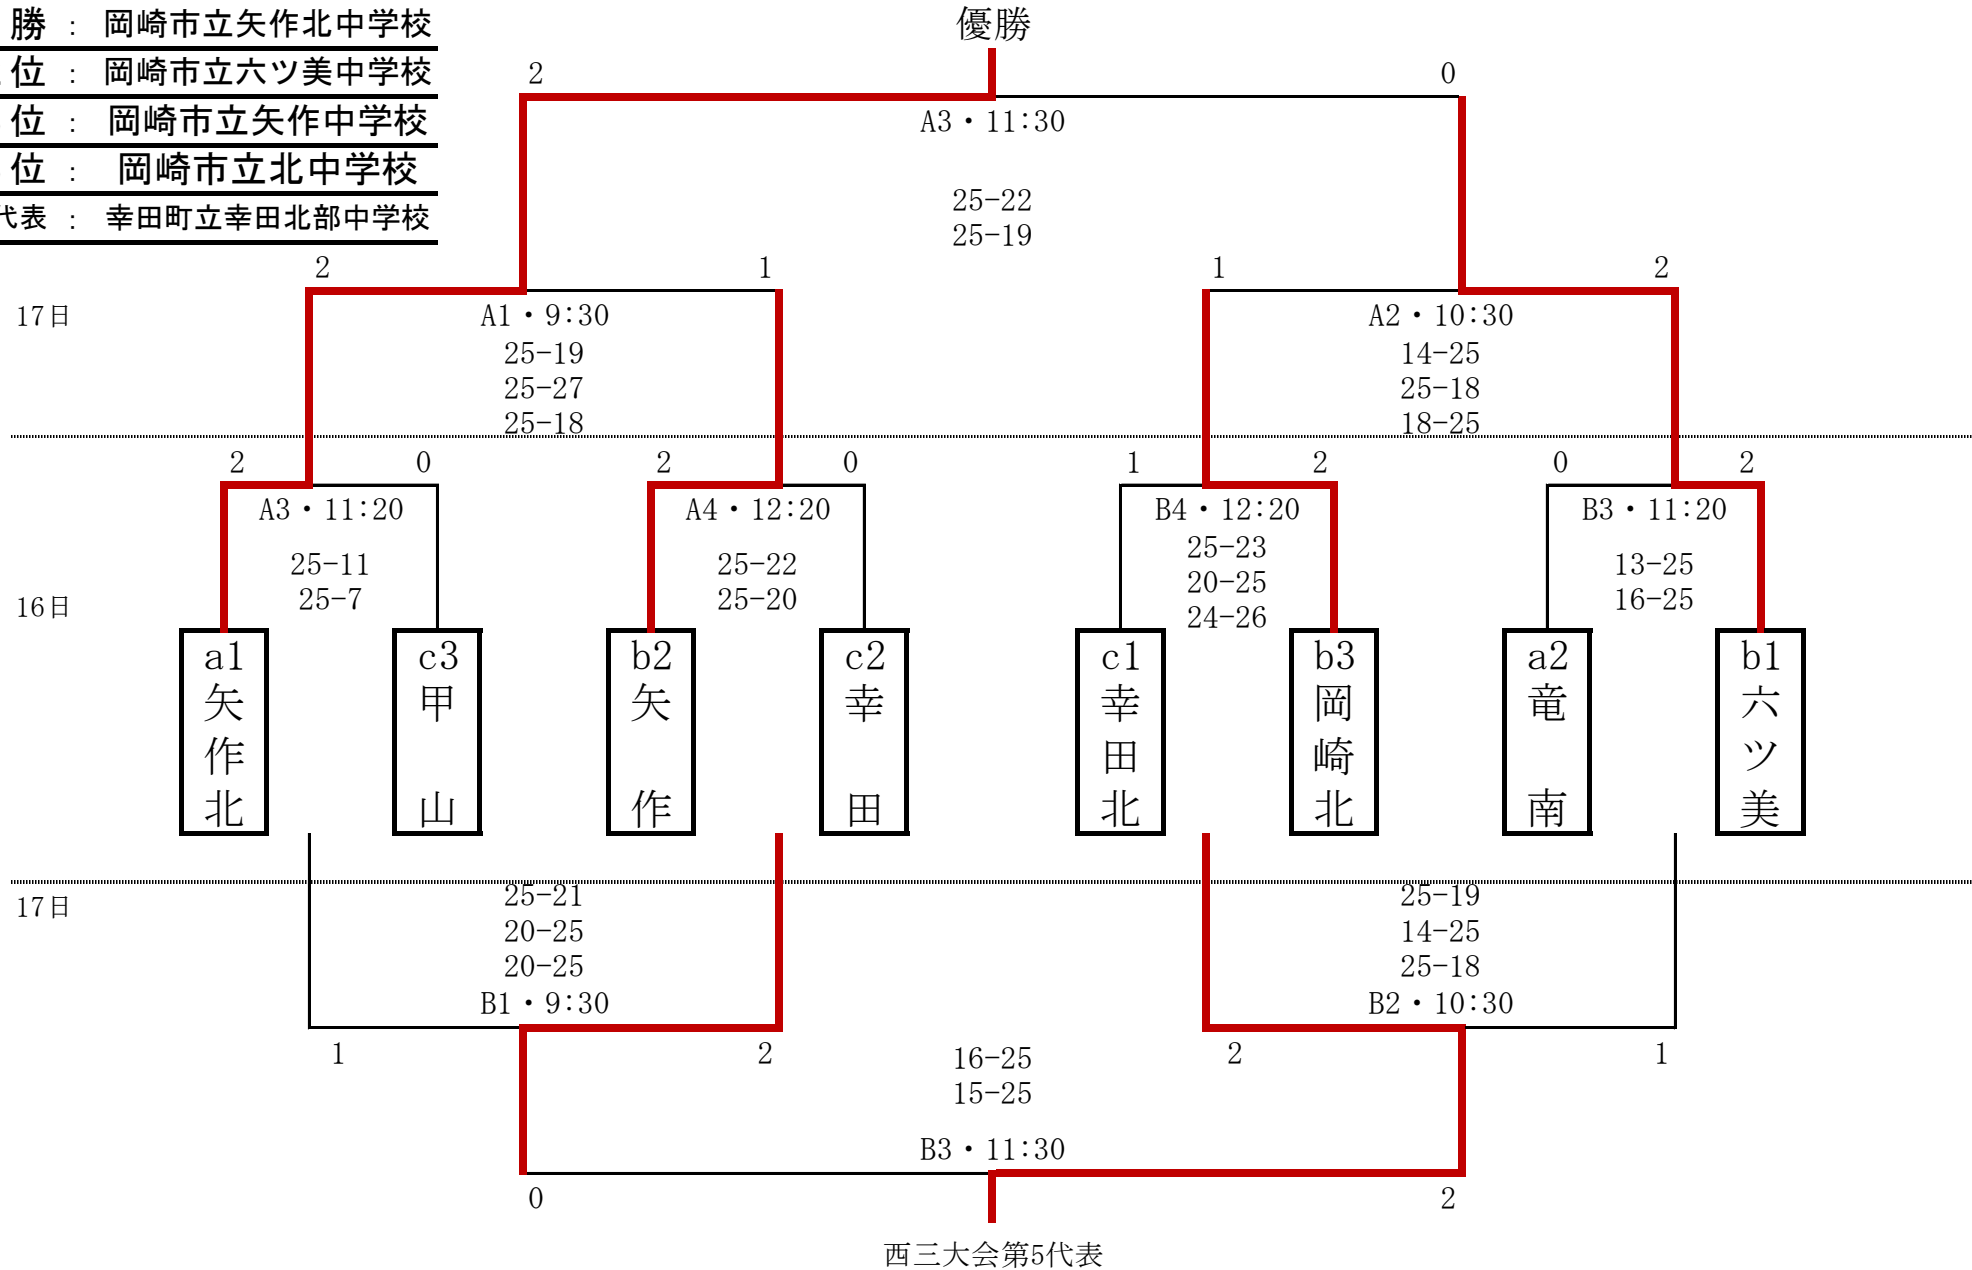 勝 : 岡崎市立矢作北中学校
位 : 岡崎市立六ツ美中学校
位 : 岡崎市立矢作中学校
位 : 岡崎市立北中学校
代表 : 幸田町立幸田北部中学校
優勝
2 0
A3・11:30
25-22
25-19
2 1 1 2
17日
A1・9:30 A2・10:30
25-19 14-25
25-27 25-18
25-18 18-25
2 0 2 0 1 2 0 2
A3・11:20 A4・12:20 B4・12:20 B3・11:20
25-23
25-11 25-22 20-25 13-25
25-7 25-20 24-26 16-25
16日
a1 c3 b2 c2 c1 b3 a2 b1
矢作北
甲山
矢作
幸田
幸田北
岡崎北
竜南
六ツ美
17日
25-21 25-19
20-25 14-25
20-25 25-18
B1・9:30 B2・10:30
1 2 2 1
16-25
15-25
B3・11:30
0 2
西三大会第5代表